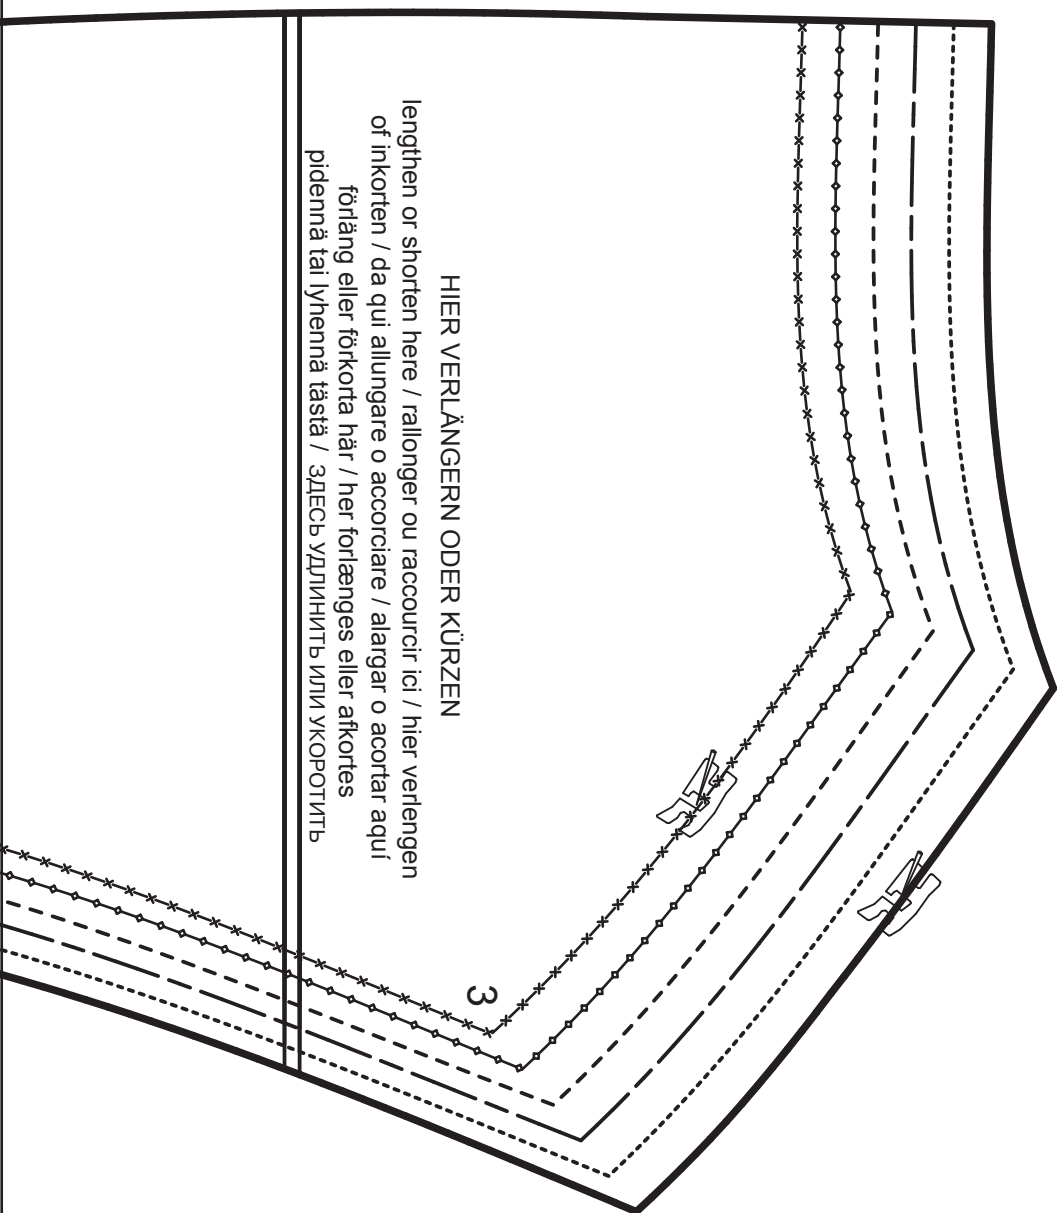 HIER VERLÄNGERN ODER KÜRZEN
lengthen or shorten here / rallonger ou raccourcir ici / hier verlengen
of inkorten / da qui allungare o accorciare / alargar o acortar aquí
förläng eller förkorta här / her forlænges eller afkortes
pidennä tai lyhennä tästä / ЗДЕСЬ УДЛИНИТЬ ИЛИ УКОРОТИТЬ
3